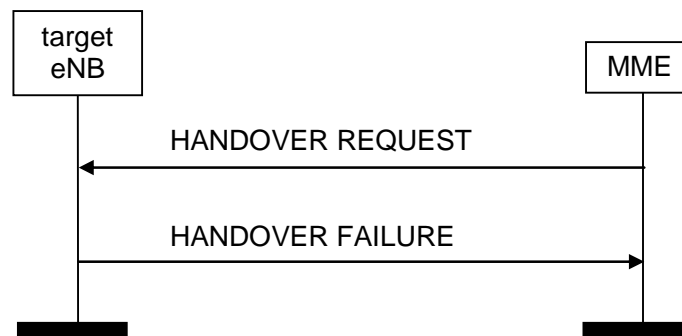 target
eNB
MME
HANDOVER REQUEST
HANDOVER FAILURE